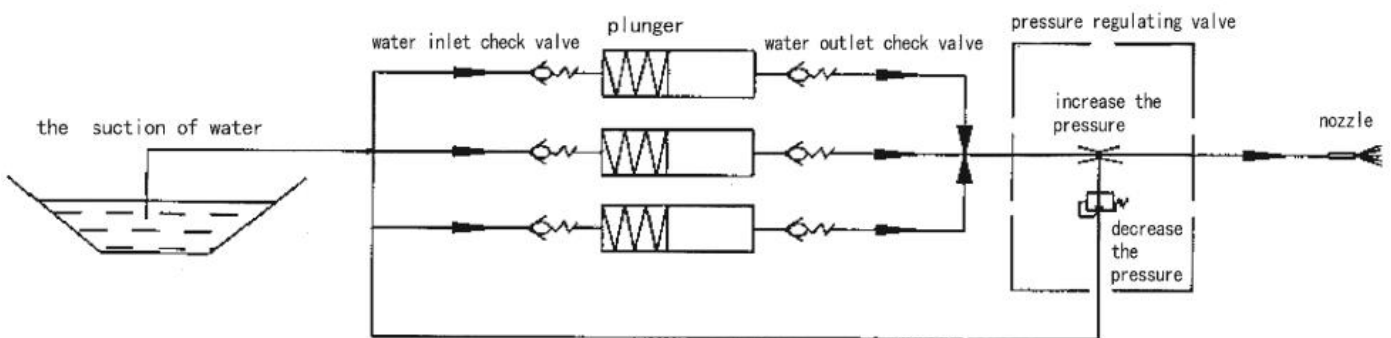 plunger
pressure regulating valve
water inlet check valve
water outlet check valve
the suction of water
increase the
pressure
nozzle
decrease
the
pressure